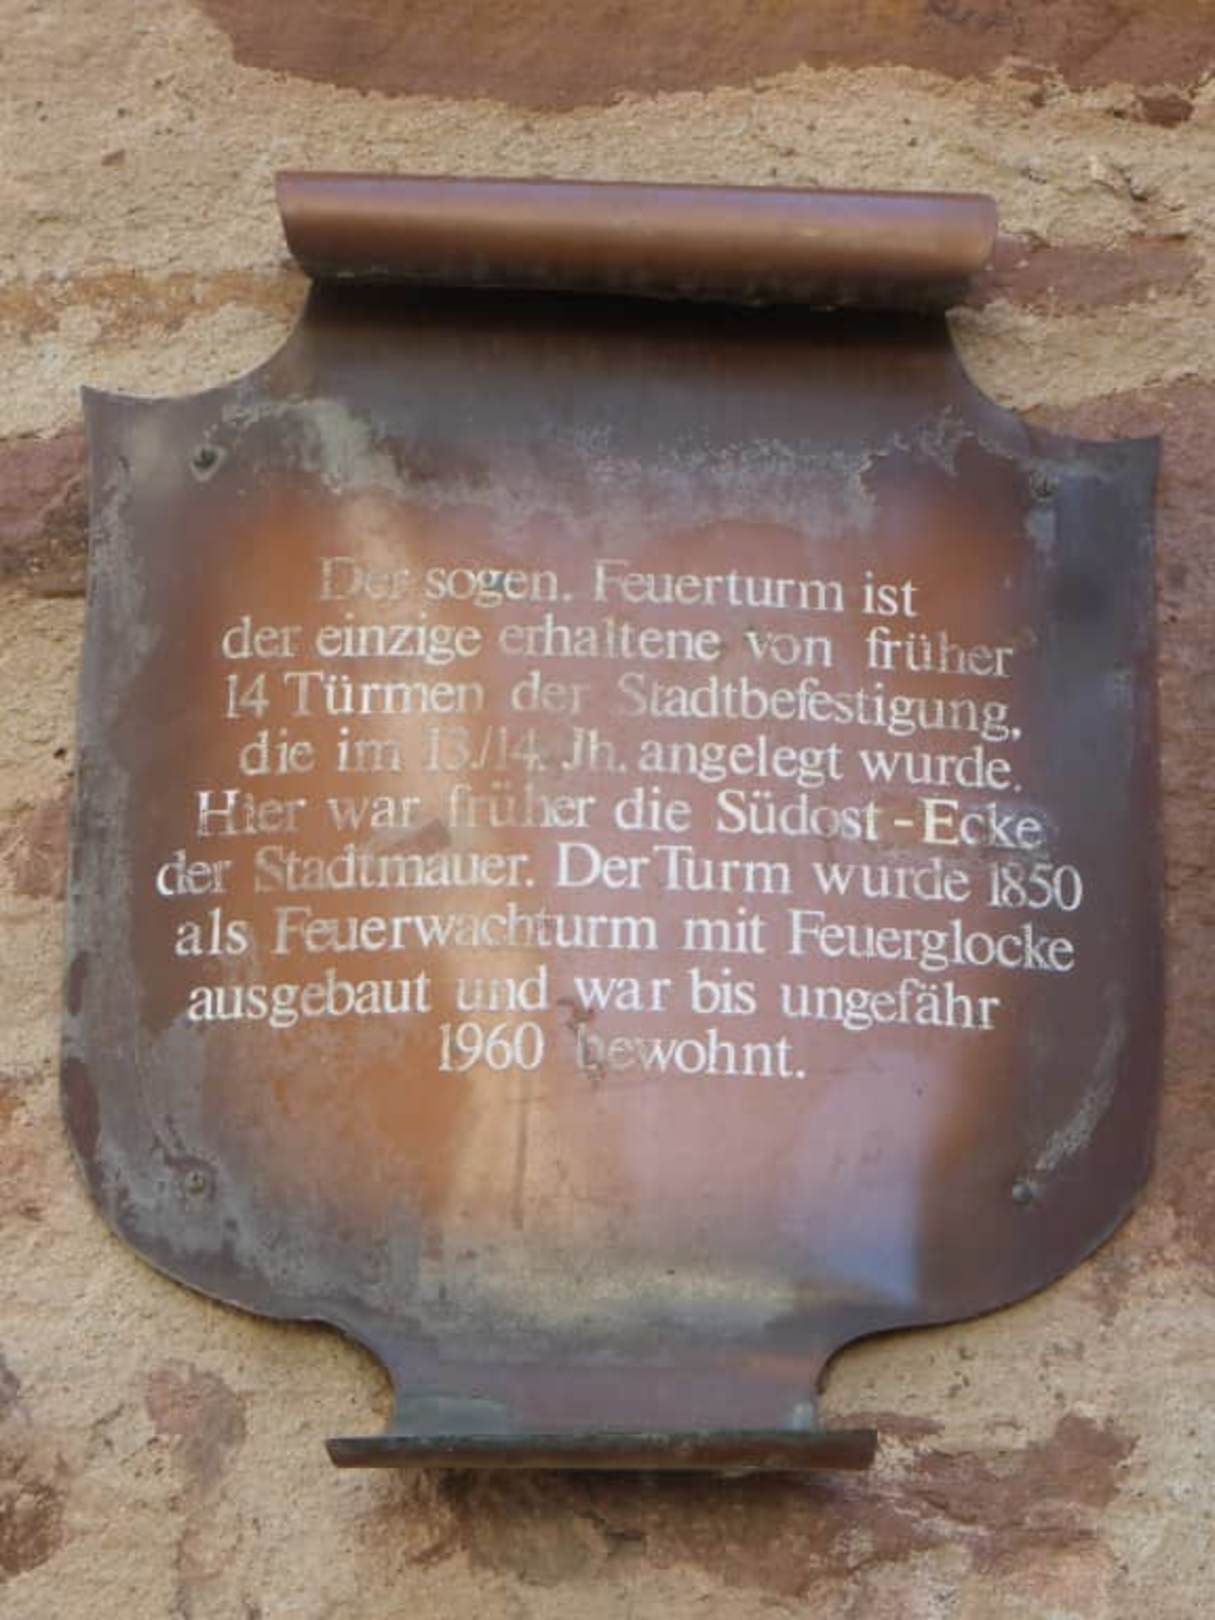 Der sogen. Feuerturm ist
der einzige erhaltene von früher
14 Türmen der Stadtbefestigung,
die im 13./14. Jh. angelegt wurde.
Hier war früher die Südost-Ecke
der Stadtmauer. Der Turm wurde 1850
als Feuerwachturm mit Feuerglocke
ausgebaut und war bis ungefähr
1960 bewohnt.